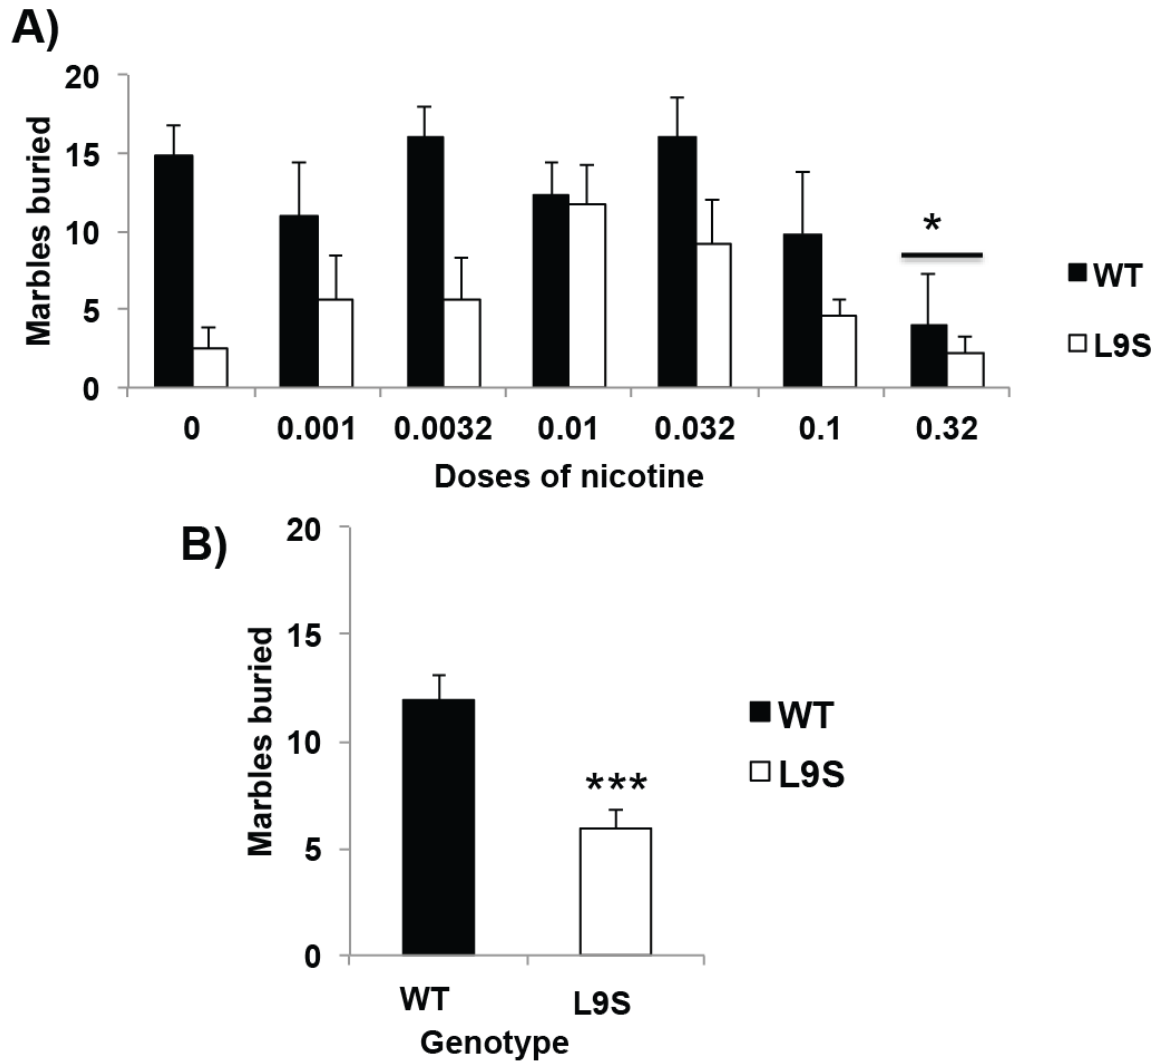 A)
Marbles buried
20
15
10
5
0
*
WT
L9S
0 0.001 0.0032 0.01 0.032 0.1 0.32
Doses of nicotine
B)
Marbles buried
20
15
10
5
0
***
WT
L9S
WT L9S
Genotype